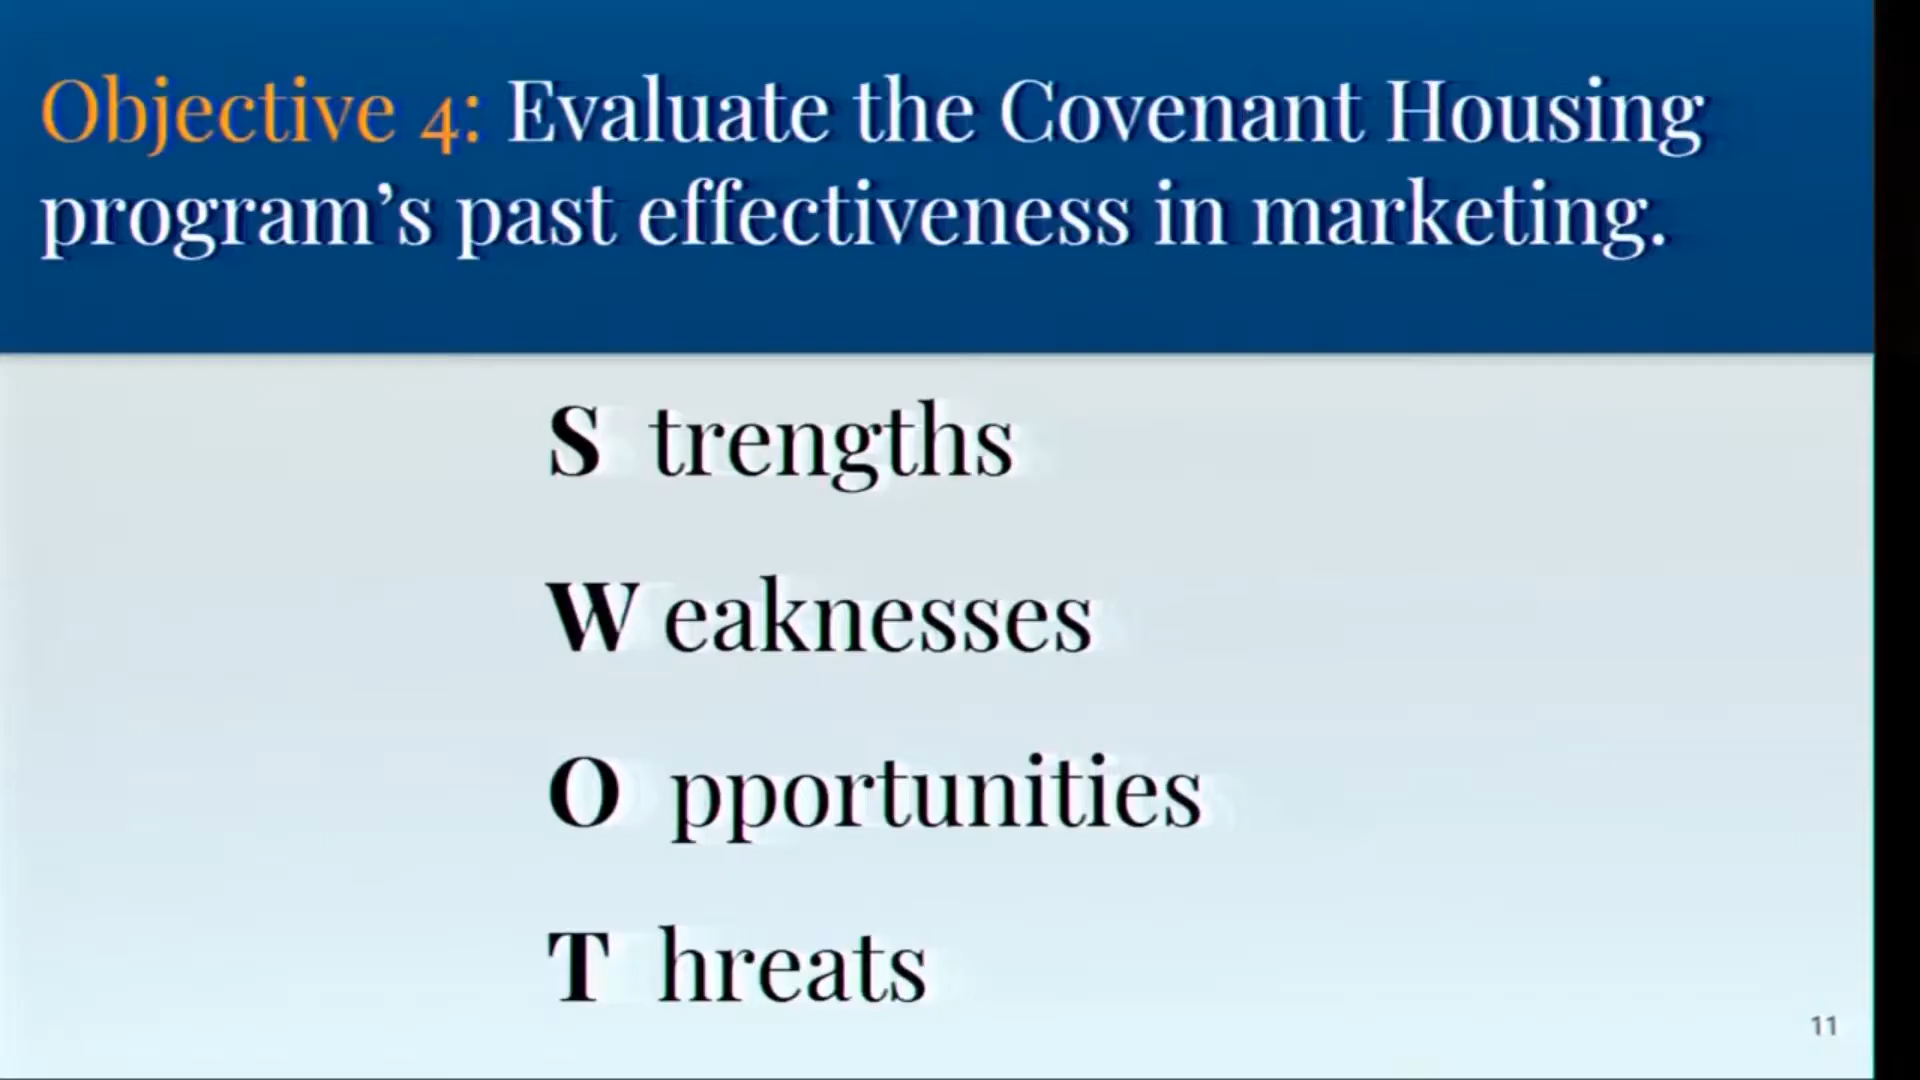 Objective 4: Evaluate the Covenant Housing
program’s past effectiveness in marketing.
S trengths
W eaknesses
O pportunities
T hreats
11